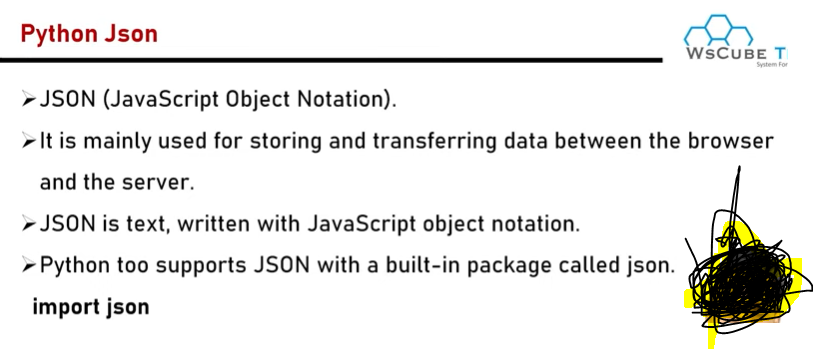 Python Json
WsCUBE T
System For
➤JSON (JavaScript Object Notation).
➤It is mainly used for storing and transferring data between the browser
and the server.
➤JSON is text, written with JavaScript object notation.
➤Python too supports JSON with a built-in package called json.
import json